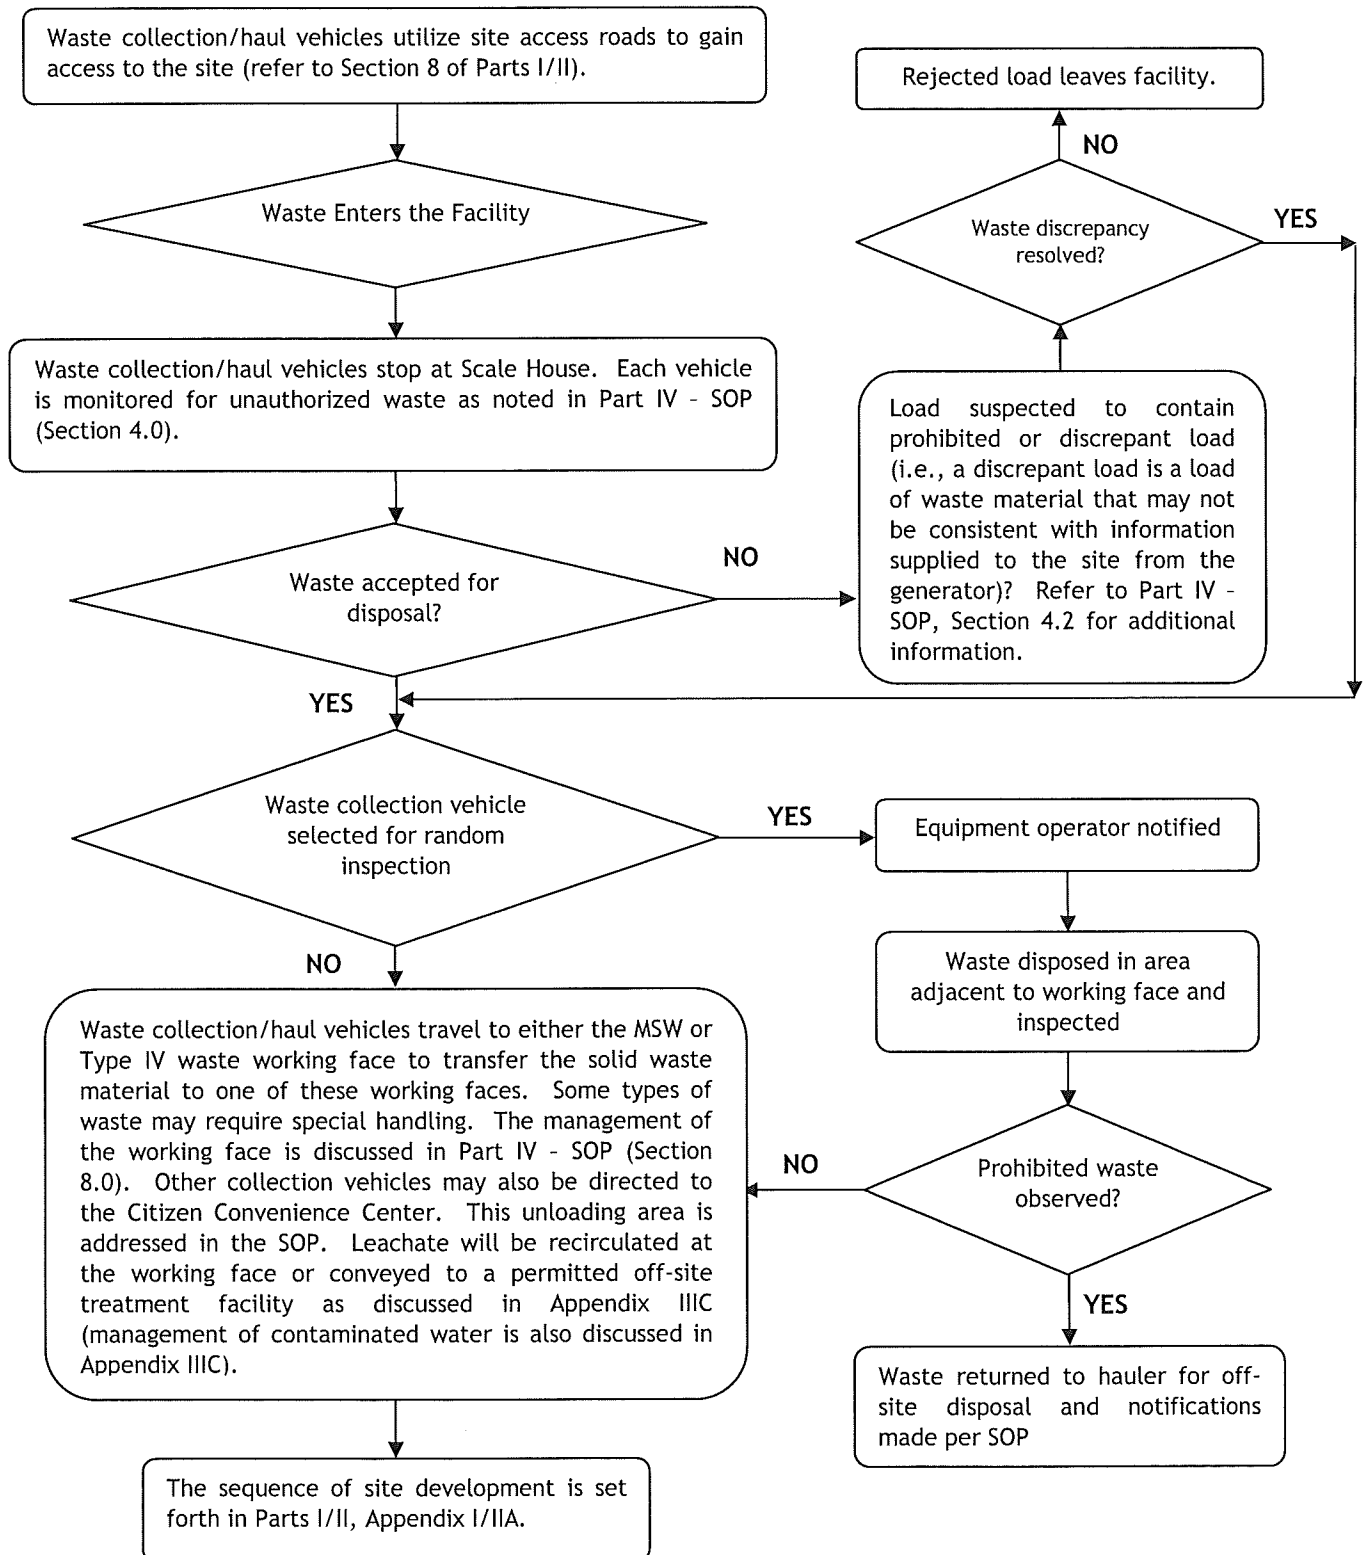 Waste collection/haul vehicles utilize site access roads to gain
access to the site (refer to Section 8 of Parts I/II).
Waste Enters the Facility
Waste collection/haul vehicles stop at Scale House. Each vehicle
is monitored for unauthorized waste as noted in Part IV - SOP
(Section 4.0).
Waste accepted for
disposal?
NO
YES
Load suspected to contain
prohibited or discrepant load
(i.e., a discrepant load is a load
of waste material that may not
be consistent with information
supplied to the site from the
generator)? Refer to Part IV -
SOP, Section 4.2 for additional
information.
Waste discrepancy
resolved?
YES
NO
Rejected load leaves facility.
Waste collection vehicle
selected for random
inspection
YES
NO
Equipment operator notified
Waste disposed in area
adjacent to working face and
inspected
Prohibited waste
observed?
NO
YES
Waste returned to hauler for off-
site disposal and notifications
made per SOP
Waste collection/haul vehicles travel to either the MSW or
Type IV waste working face to transfer the solid waste
material to one of these working faces. Some types of
waste may require special handling. The management of
the working face is discussed in Part IV - SOP (Section
8.0). Other collection vehicles may also be directed to
the Citizen Convenience Center. This unloading area is
addressed in the SOP. Leachate will be recirculated at
the working face or conveyed to a permitted off-site
treatment facility as discussed in Appendix IIIC
(management of contaminated water is also discussed in
Appendix IIIC).
The sequence of site development is set
forth in Parts I/II, Appendix I/IIA.